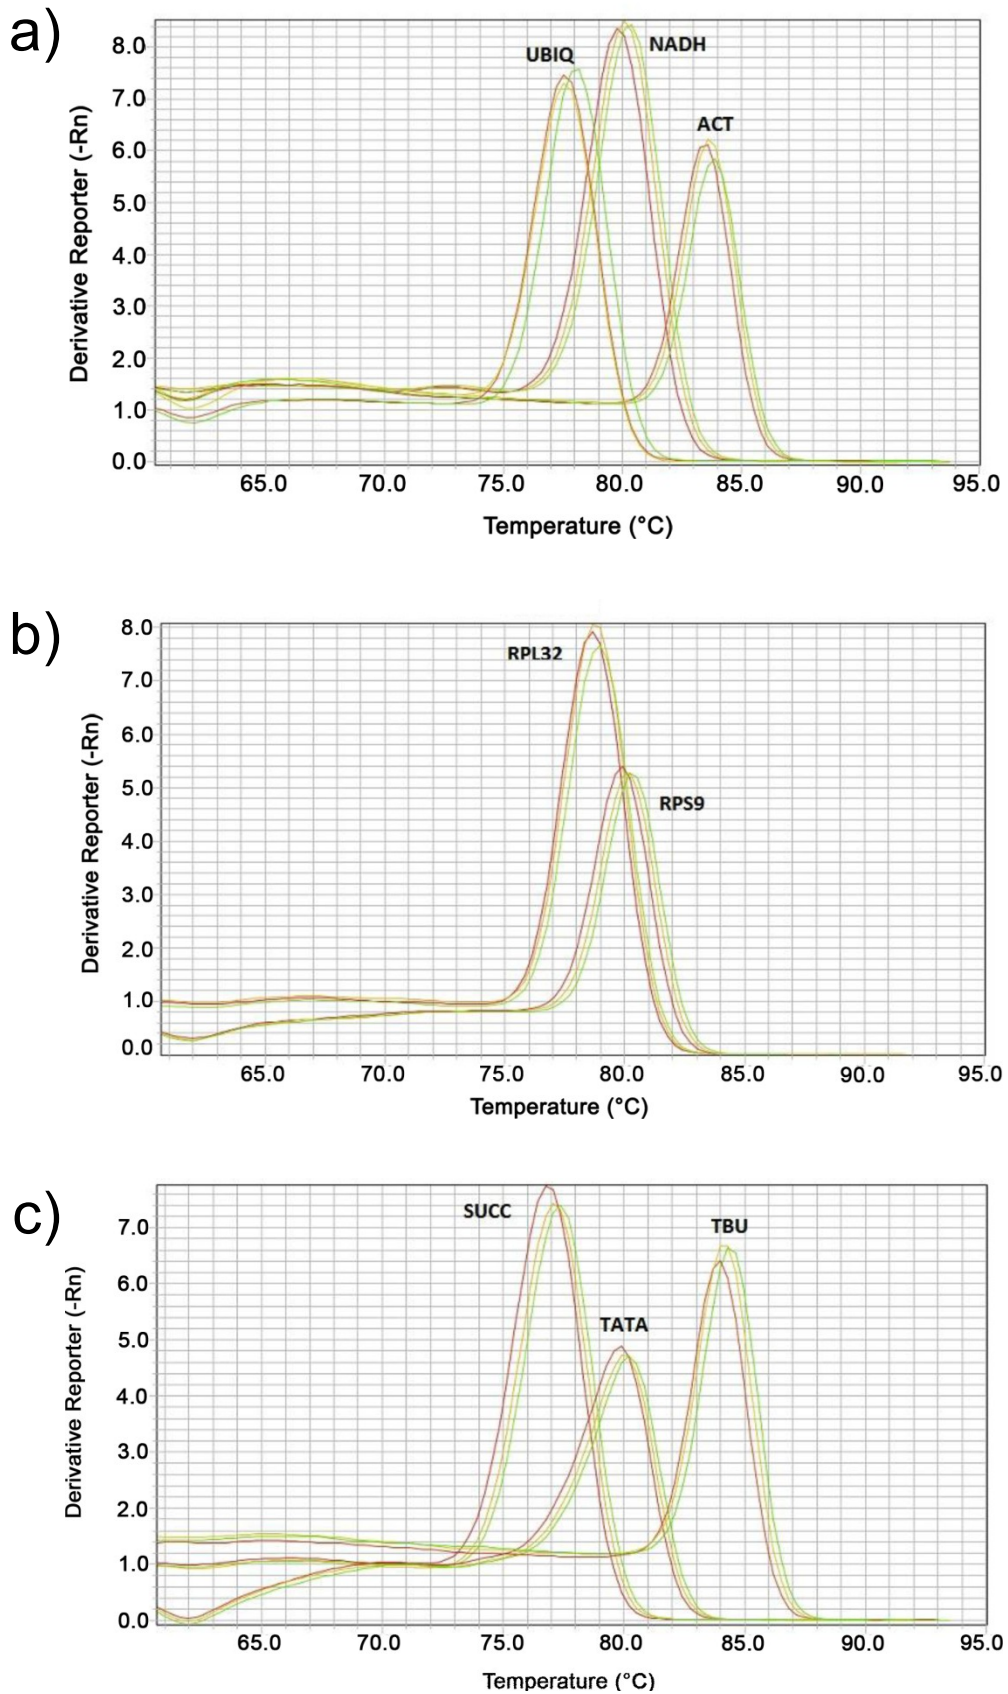 a)
UBIQ
NADH
ACT
8.0
7.0
6.0
5.0
4.0
3.0
2.0
1.0
0.0
Derivative Reporter (-Rn)
65.0 70.0 75.0 80.0 85.0 90.0 95.0
Temperature (°C)
b)
RPL32
RPS9
8.0
7.0
6.0
5.0
4.0
3.0
2.0
1.0
0.0
Derivative Reporter (-Rn)
65.0 70.0 75.0 80.0 85.0 90.0 95.0
Temperature (°C)
c)
SUCC
TBU
TATA
7.0
6.0
5.0
4.0
3.0
2.0
1.0
0.0
Derivative Reporter (-Rn)
65.0 70.0 75.0 80.0 85.0 90.0 95.0
Temperature (°C)